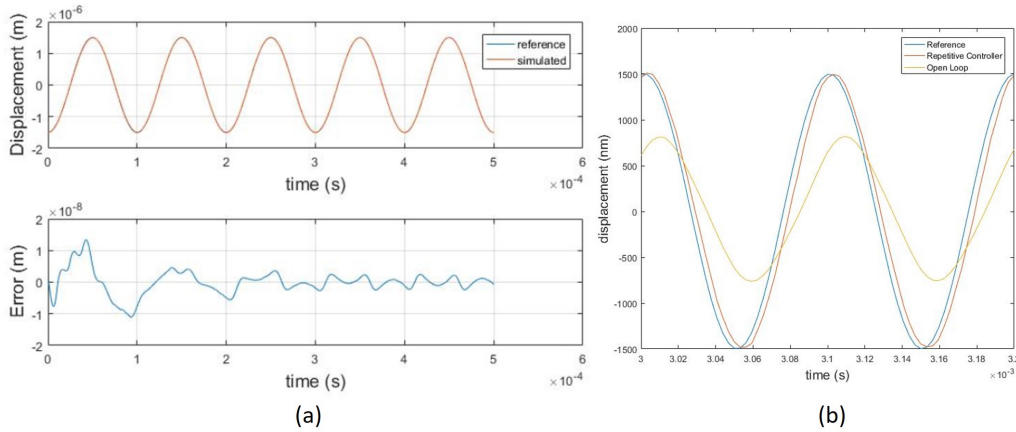 × 10⁻⁶
2
1
0
-1
-2
Displacement (m)
reference
simulated
0 1 2 3 4 5 6
time (s)
× 10⁻⁴
× 10⁻⁸
2
1
0
-1
-2
Error (m)
0 1 2 3 4 5 6
time (s)
× 10⁻⁴
(a)
2000
1500
1000
500
0
-500
-1000
-1500
displacement (nm)
Reference
Repetitive Controller
Open Loop
3 3.02 3.04 3.06 3.08 3.1 3.12 3.14 3.16 3.18
time (s)
× 10⁻³
(b)